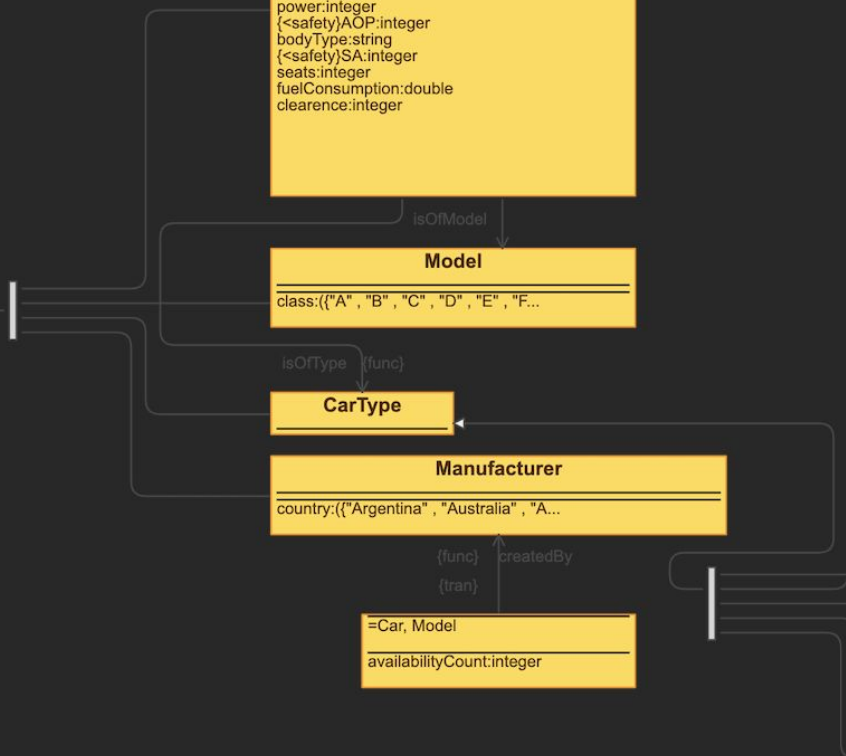 power:integer
{<safety}AOP:integer
bodyType:string
{<safety}SA:integer
seats:integer
fuelConsumption:double
clearence:integer
isOfModel
Model
class:({"A" , "B" , "C" , "D" , "E" , "F...
isOfType {func}
CarType
Manufacturer
country:({"Argentina" , "Australia" , "A...
{func} createdBy
{tran}
=Car, Model
availabilityCount:integer